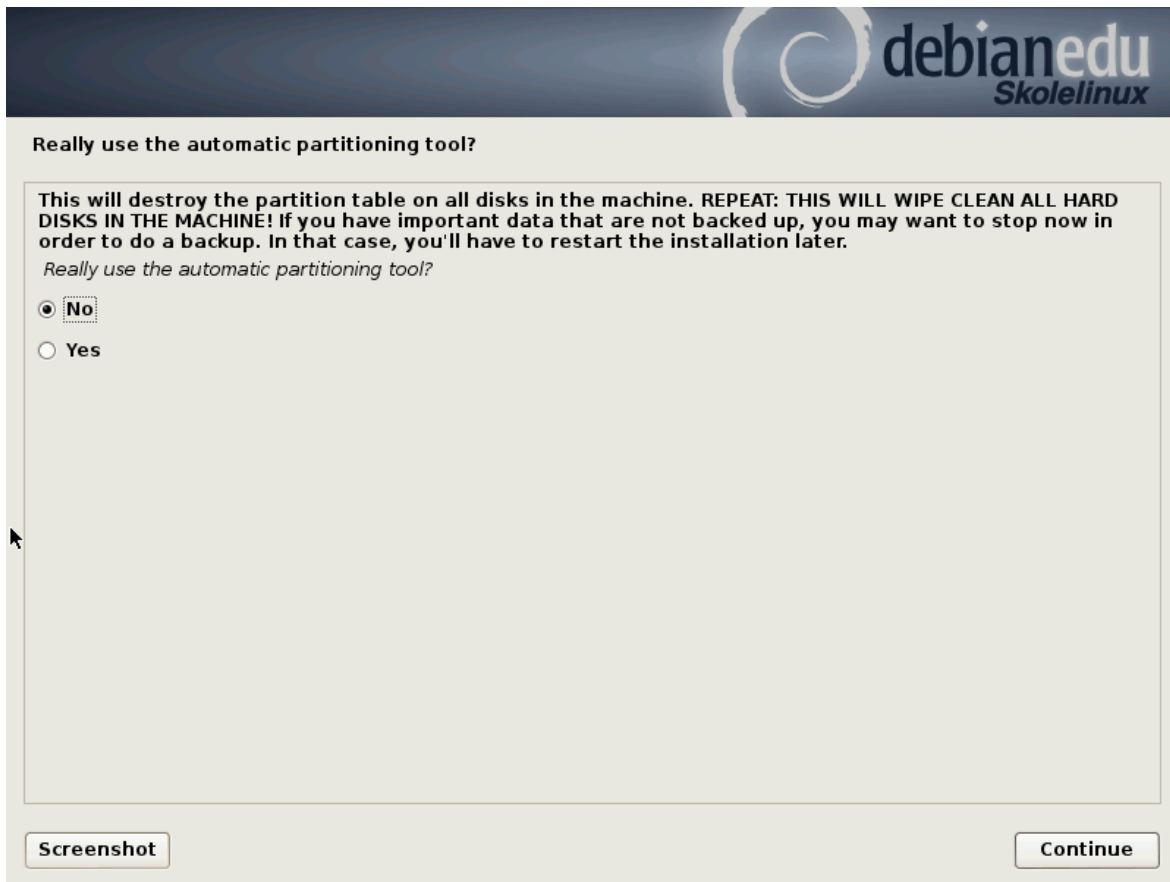 debianedu
Skolelinux
Really use the automatic partitioning tool?
This will destroy the partition table on all disks in the machine. REPEAT: THIS WILL WIPE CLEAN ALL HARD
DISKS IN THE MACHINE! If you have important data that are not backed up, you may want to stop now in
order to do a backup. In that case, you'll have to restart the installation later.
Really use the automatic partitioning tool?
No
Yes
Screenshot
Continue